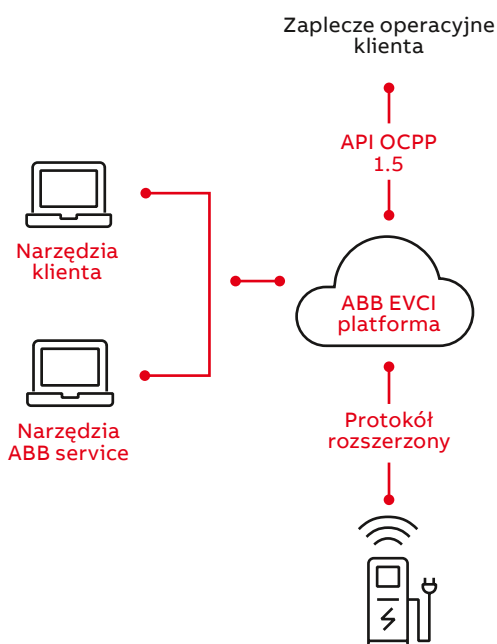 Zaplecze operacyjne
klienta
API OCPP
1.5
Narzędzia
klienta
ABB EVCI
platforma
Narzędzia
ABB service
Protokół
rozszerzony